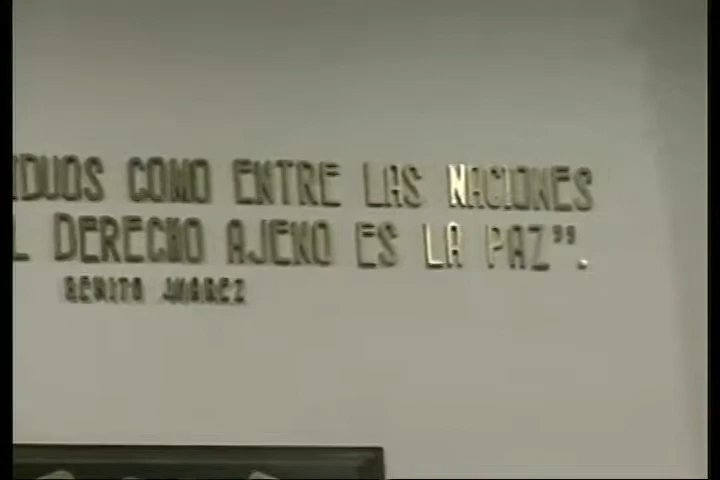 IDUOS COMO ENTRE LAS NACIONES
L DERECHO AJENO ES LA PAZ”.
BENITO JUAREZ